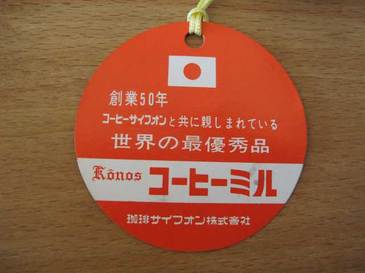 創業50年
コーヒーサイフオンと共に親しまれている
世界の最優秀品
Kōnos コーヒーミル
珈琲サイフオン株式会社